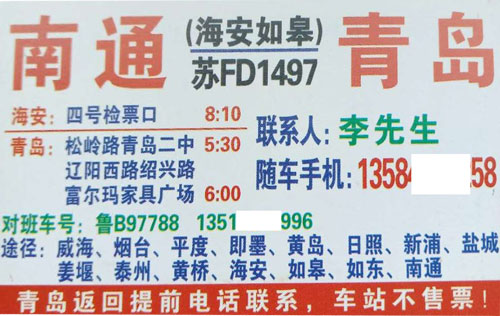 南通 (海安如皋) 青岛
苏FD1497
海安：四号检票口 8:10
青岛：松岭路青岛二中 5:30
辽阳西路绍兴路
富尔玛家具广场 6:00
联系人：李先生
随车手机：13584 258
对班车号：鲁B97788 1351 996
途径：威海、烟台、平度、即墨、黄岛、日照、新浦、盐城
姜堰、泰州、黄桥、海安、如皋、如东、南通
青岛返回提前电话联系，车站不售票！